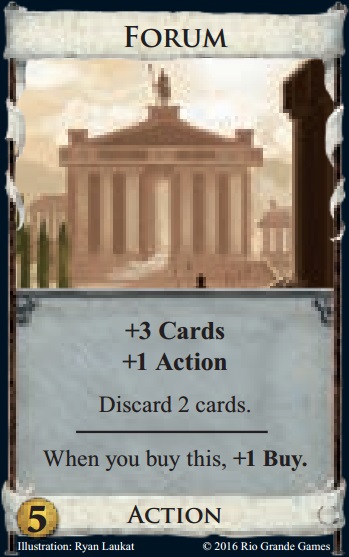 FORUM
+3 Cards
+1 Action
Discard 2 cards.
When you buy this, +1 Buy.
5
ACTION
Illustration: Ryan Laukat © 2016 Rio Grande Games